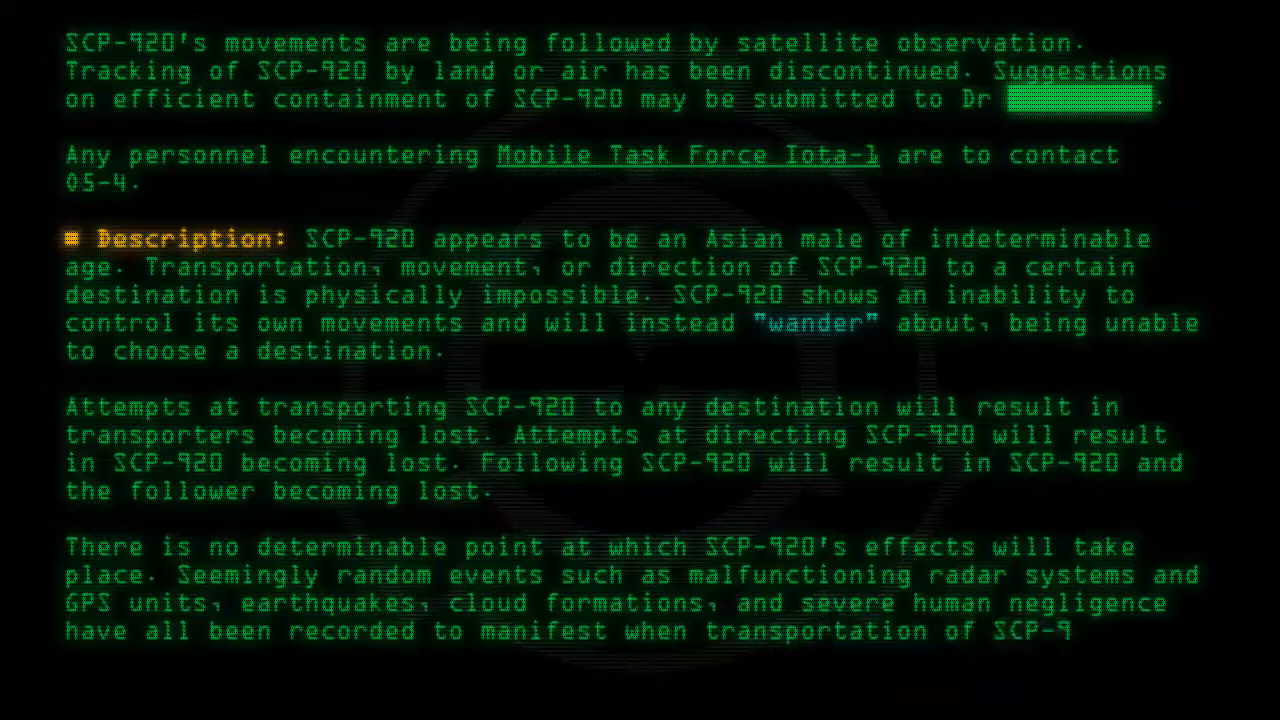 SCP-920's movements are being followed by satellite observation.
Tracking of SCP-920 by land or air has been discontinued. Suggestions
on efficient containment of SCP-920 may be submitted to Dr ██████████.
Any personnel encountering Mobile Task Force Iota-1 are to contact
O5-4.
■ Description: SCP-920 appears to be an Asian male of indeterminable
age. Transportation, movement, or direction of SCP-920 to a certain
destination is physically impossible. SCP-920 shows an inability to
control its own movements and will instead "wander" about, being unable
to choose a destination.
Attempts at transporting SCP-920 to any destination will result in
transporters becoming lost. Attempts at directing SCP-920 will result
in SCP-920 becoming lost. Following SCP-920 will result in SCP-920 and
the follower becoming lost.
There is no determinable point at which SCP-920's effects will take
place. Seemingly random events such as malfunctioning radar systems and
GPS units, earthquakes, cloud formations, and severe human negligence
have all been recorded to manifest when transportation of SCP-9